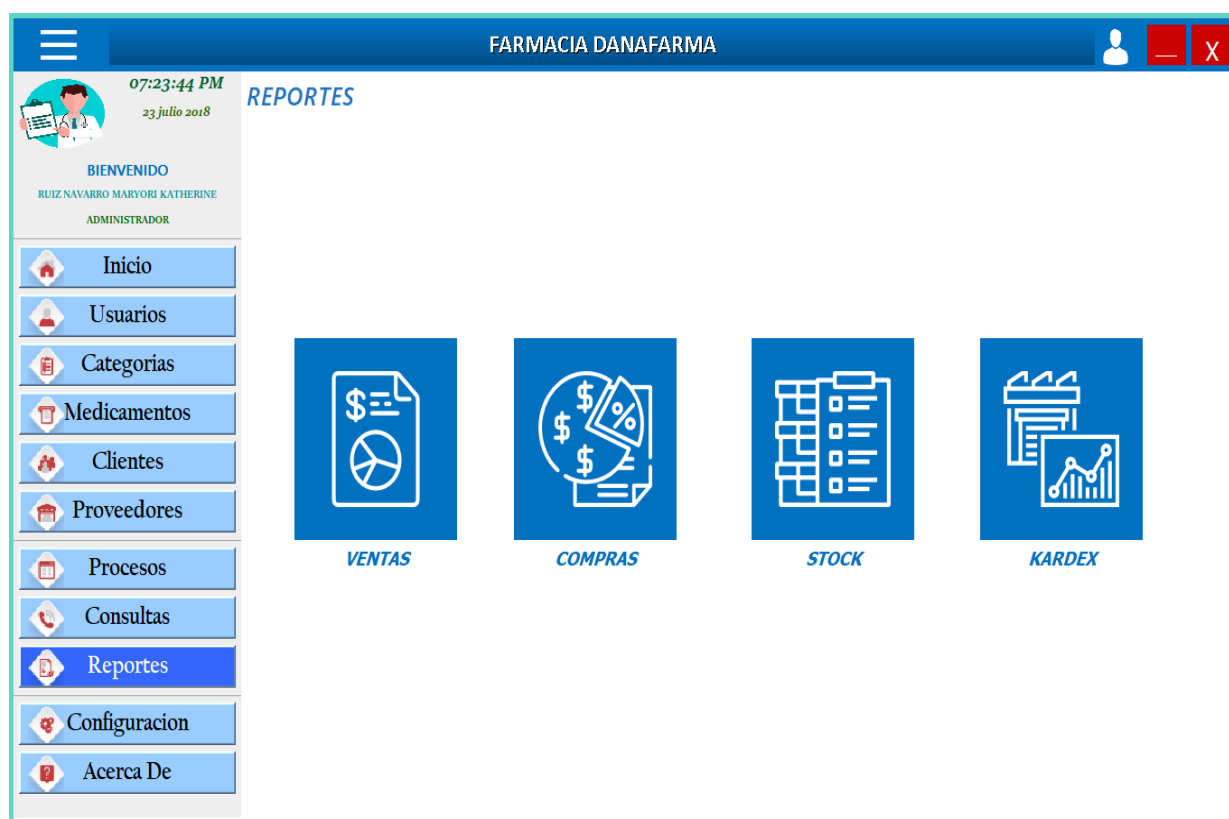 FARMACIA DANAFARMA
X
07:23:44 PM
23 julio 2018
BIENVENIDO
RUIZ NAVARRO MARYORI KATHERINE
ADMINISTRADOR
Inicio
Usuarios
Categorias
Medicamentos
Clientes
Proveedores
Procesos
Consultas
Reportes
Configuracion
Acerca De
REPORTES
VENTAS
COMPRAS
STOCK
KARDEX